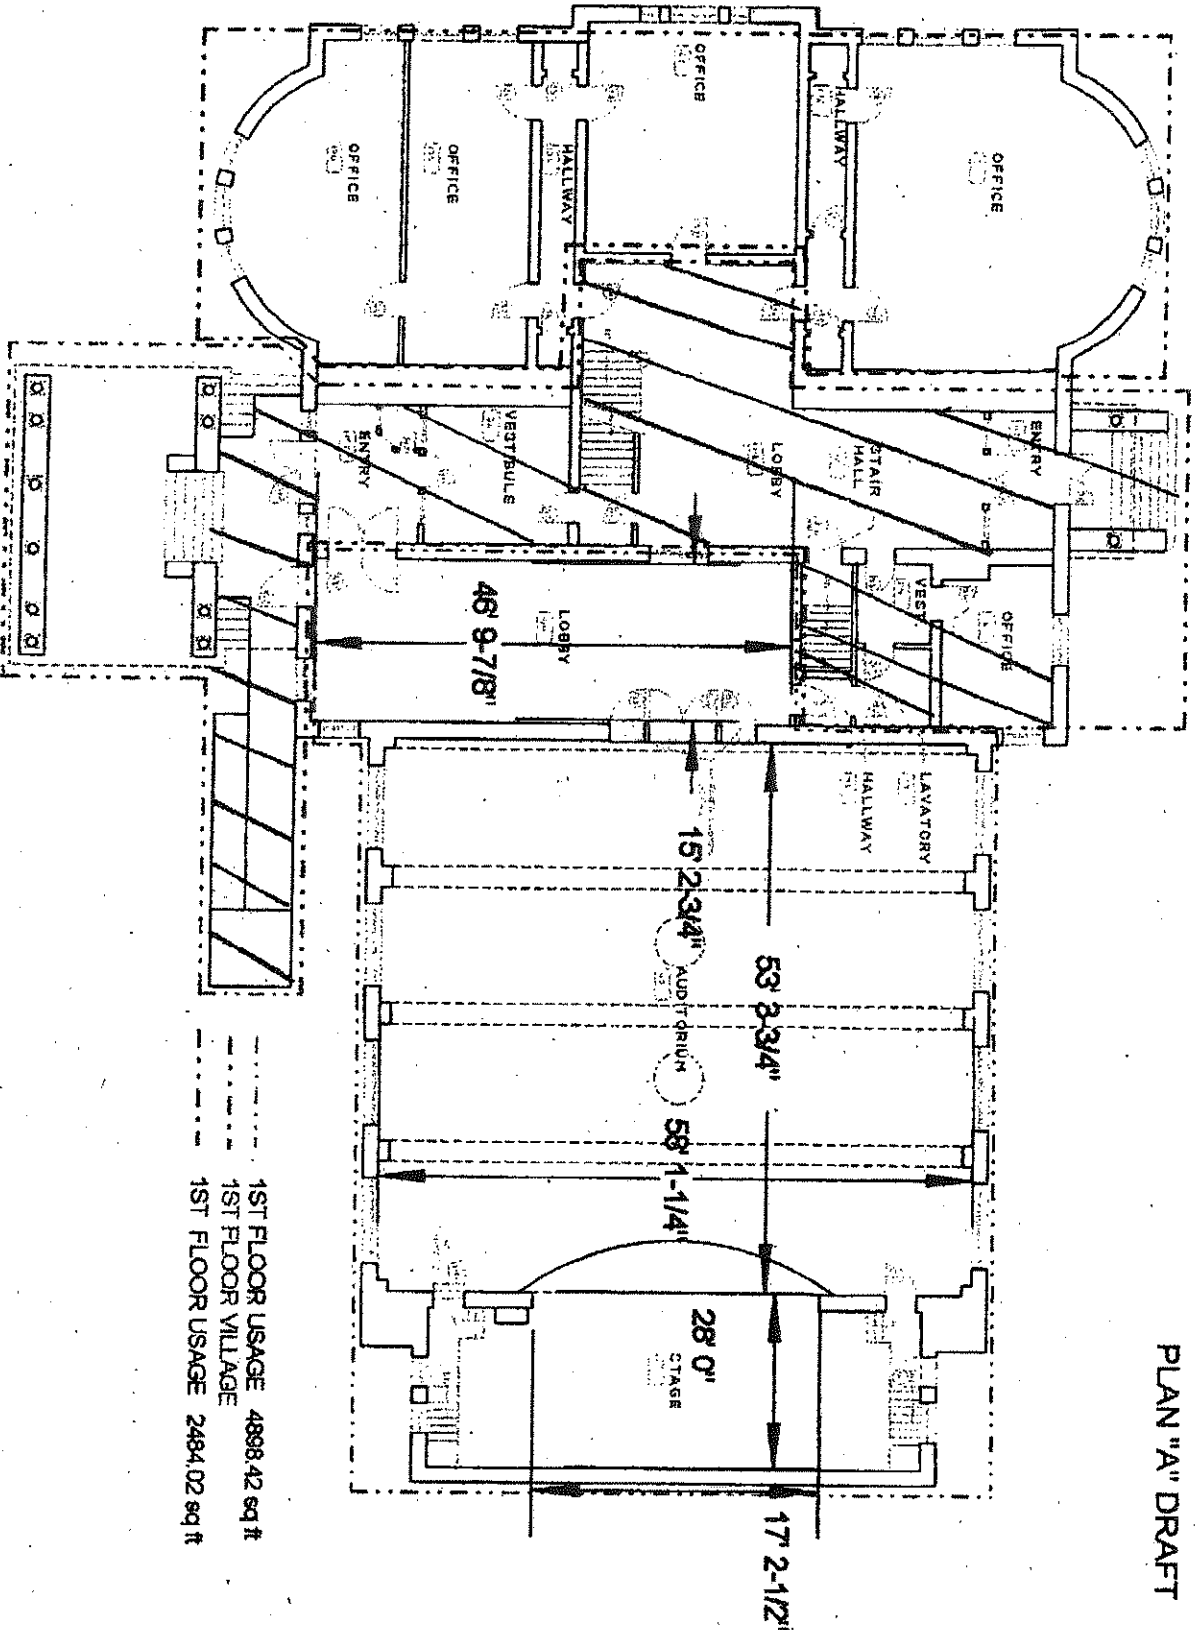 PLAN "A" DRAFT
OFFICE
HALLWAY
OFFICE
HALLWAY
OFFICE
OFFICE
ENTRY
STAIR
HALL
LOBBY
VESTIBULE
ENTRY
OFFICE
VEST
LOBBY
46' 9-7/8"
LAVATORY
HALLWAY
15' 2-3/4"
53' 3-3/4"
AUDITORIUM
58' 1-1/4"
28' 0"
STAGE
17' 2-1/2"
1ST FLOOR USAGE 4898.42 sq ft
1ST FLOOR VILLAGE
1ST FLOOR USAGE 2484.02 sq ft